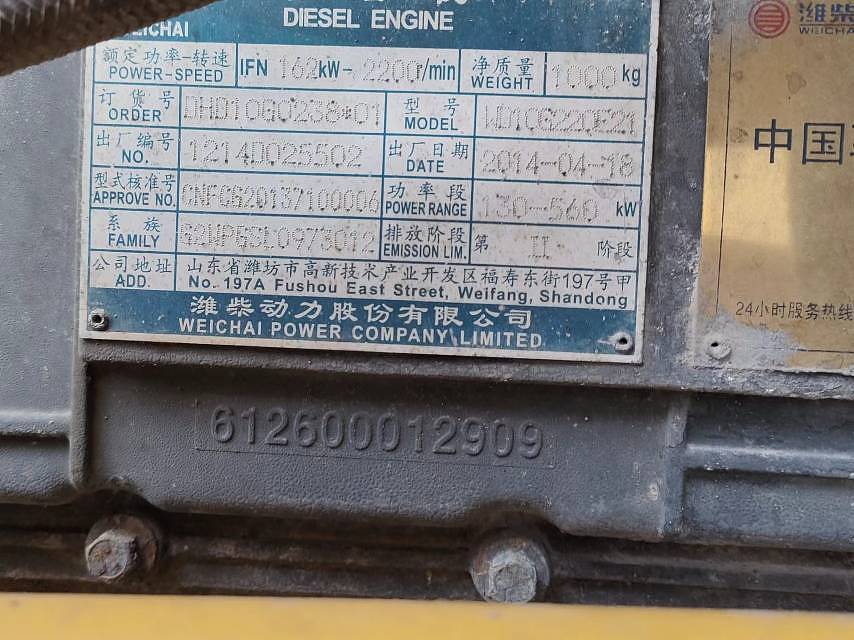 WEICHAI
DIESEL ENGINE
额定功率-转速 POWER-SPEED IFN 162kW- 2200r/min 净质量 WEIGHT 1000 kg
订货号 ORDER DHD10G0238*01 型号 MODEL WD10G220E21
出厂编号 NO. 1214D025502 出厂日期 DATE 2014-04-18
型式核准号 APPROVE NO. 功率段 POWER RANGE 130-560 kW
系族 FAMILY 排放阶段 EMISSION LIM. 第 II 阶段
公司地址 ADD. 山东省潍坊市高新技术产业开发区福寿东街197号甲
No. 197A Fushou East Street, Weifang, Shandong
潍柴动力股份有限公司
WEICHAI POWER COMPANY LIMITED
612600012909
潍柴
WEICHA
中国
24小时服务热线